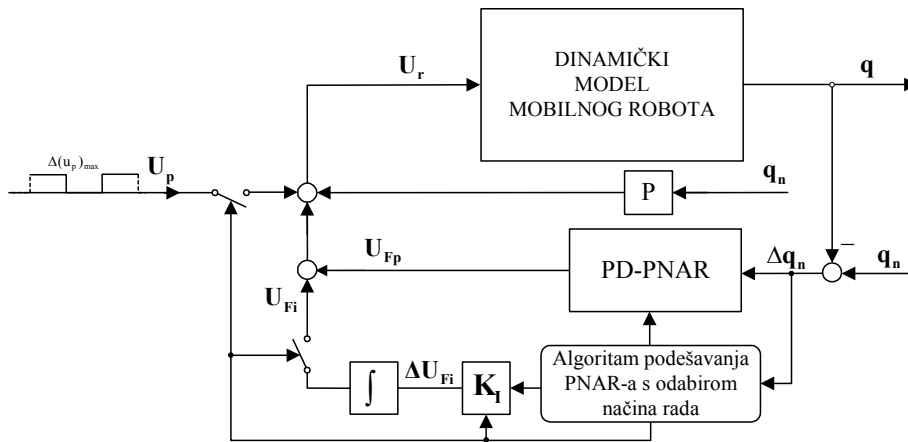 DINAMIČKI
MODEL
MOBILNOG ROBOTA
U_r
q
Δ(u_p)_max
U_p
P
q_n
U_Fp
PD-PNAR
Δq_n
−
q_n
U_Fi
∫
ΔU_Fi
K_I
Algoritam podešavanja
PNAR-a s odabirom
načina rada